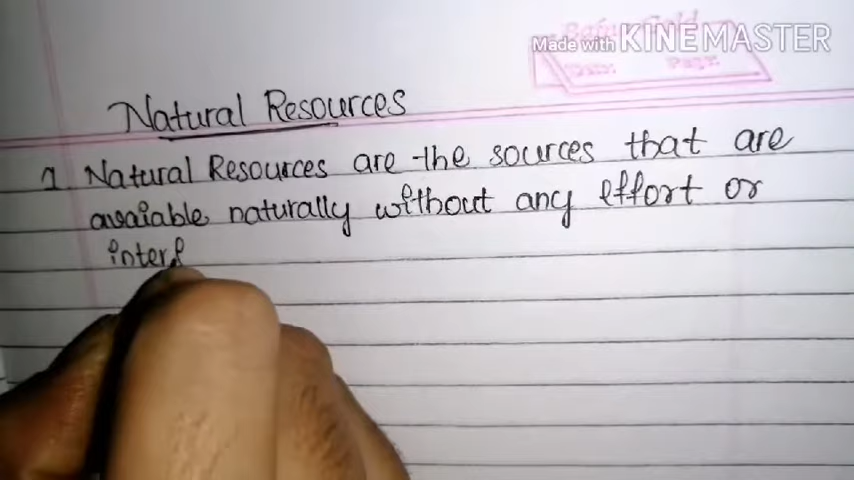 Made with KINEMASTER
Page:
Natural Resources
1 Natural Resources are the sources that are
avaiable naturally without any effort or
interf